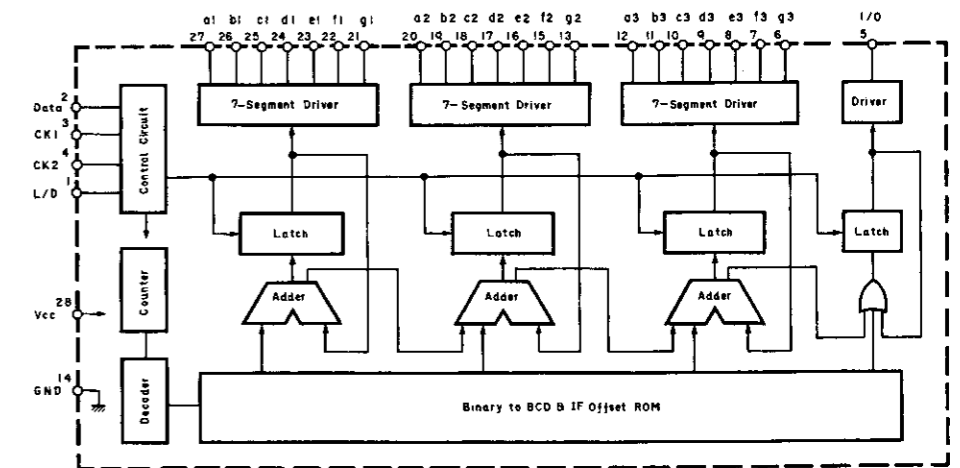 a1 b1 c1 d1 e1 f1 g1 a2 b2 c2 d2 e2 f2 g2 a3 b3 c3 d3 e3 f3 g3 1/0
27 26 25 24 23 22 21 20 19 18 17 16 15 13 12 11 10 9 8 7 6 5
7-Segment Driver 7-Segment Driver 7-Segment Driver Driver
Data 2
CK1 3
CK2 4
L/D 1
Control Circuit
Latch Latch Latch Latch
Counter
Adder Adder Adder
Vcc 28
GND 14
Decoder
Binary to BCD & IF Offset ROM